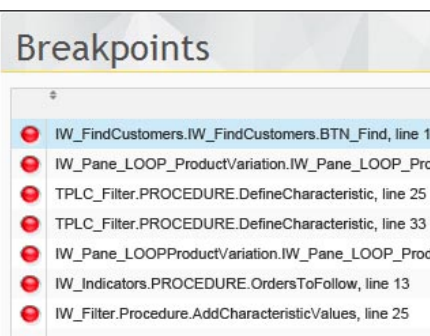 Breakpoints
IW_FindCustomers.IW_FindCustomers.BTN_Find, line 1
IW_Pane_LOOP_ProductVariation.IW_Pane_LOOP_Pro
TPLC_Filter.PROCEDURE.DefineCharacteristic, line 25
TPLC_Filter.PROCEDURE.DefineCharacteristic, line 33
IW_Pane_LOOPProductVariation.IW_Pane_LOOP_Prod
IW_Indicators.PROCEDURE.OrdersToFollow, line 13
IW_Filter.Procedure.AddCharacteristicValues, line 25